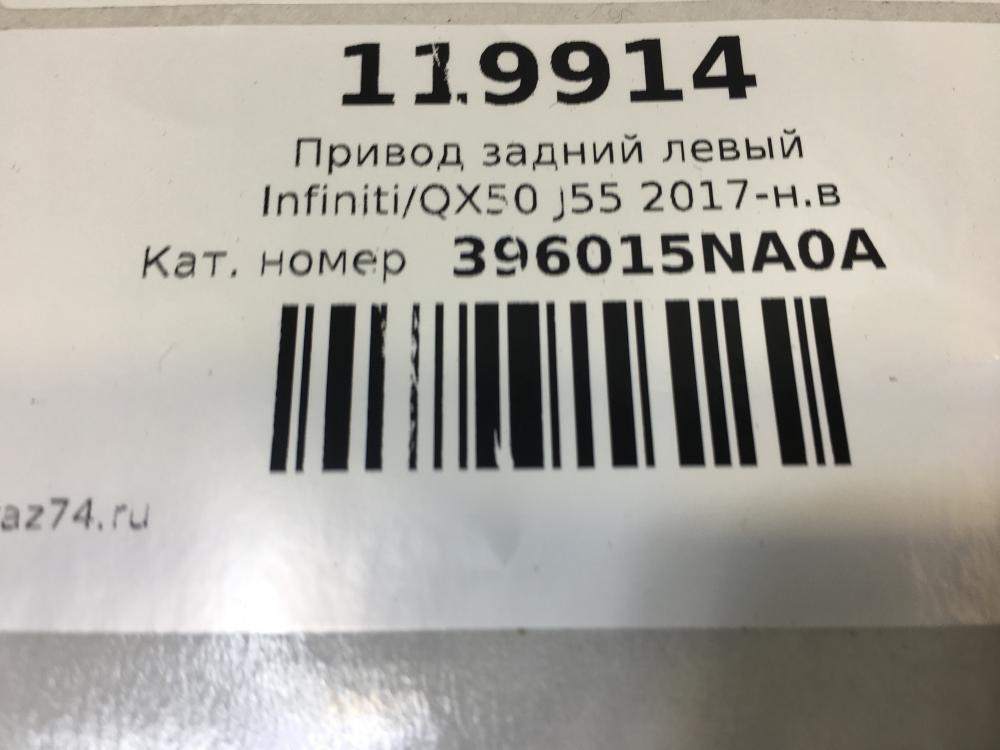 119914
Привод задний левый
Infiniti/QX50 J55 2017-н.в
Кат. номер 396015NA0A
az74.ru